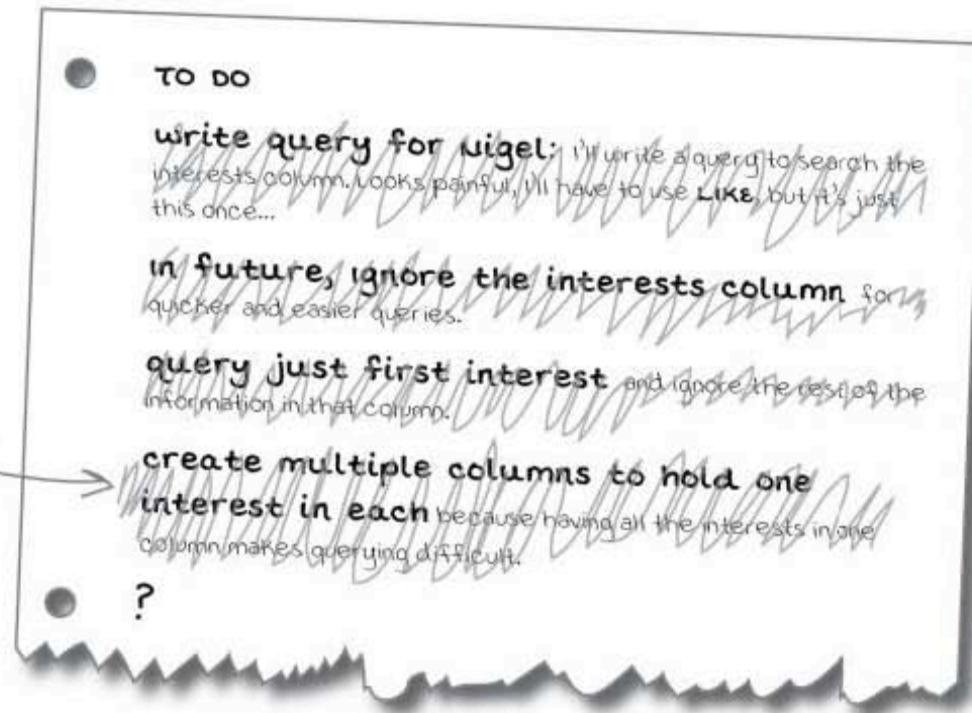 TO DO
write query for Nigel: I'll write a query to search the
interests column. Looks painful, I'll have to use LIKE, but it's just
this once...
in future, ignore the interests column for
quicker and easier queries.
query just first interest and ignore the rest of the
information in that column.
create multiple columns to hold one
interest in each because having all the interests in one
column makes querying difficult.
?